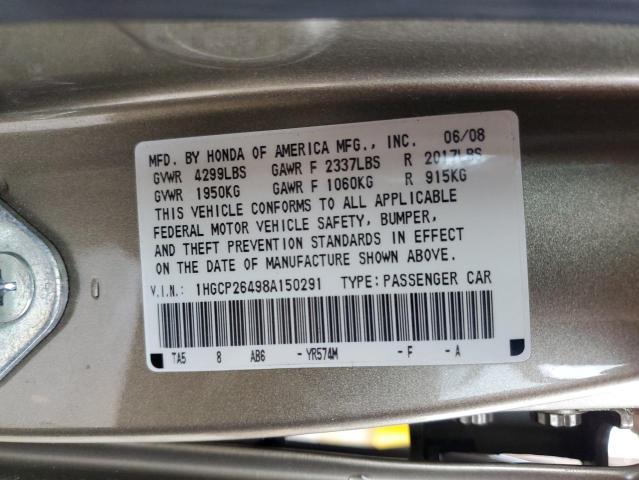 MFD. BY HONDA OF AMERICA MFG., INC. 06/08
GVWR 4299LBS GAWR F 2337LBS R 2017LBS
GVWR 1950KG GAWR F 1060KG R 915KG
THIS VEHICLE CONFORMS TO ALL APPLICABLE
FEDERAL MOTOR VEHICLE SAFETY, BUMPER,
AND THEFT PREVENTION STANDARDS IN EFFECT
ON THE DATE OF MANUFACTURE SHOWN ABOVE.
V.I.N.: 1HGCP26498A150291 TYPE: PASSENGER CAR
TA5 8 AB6 - YR574M - F - A